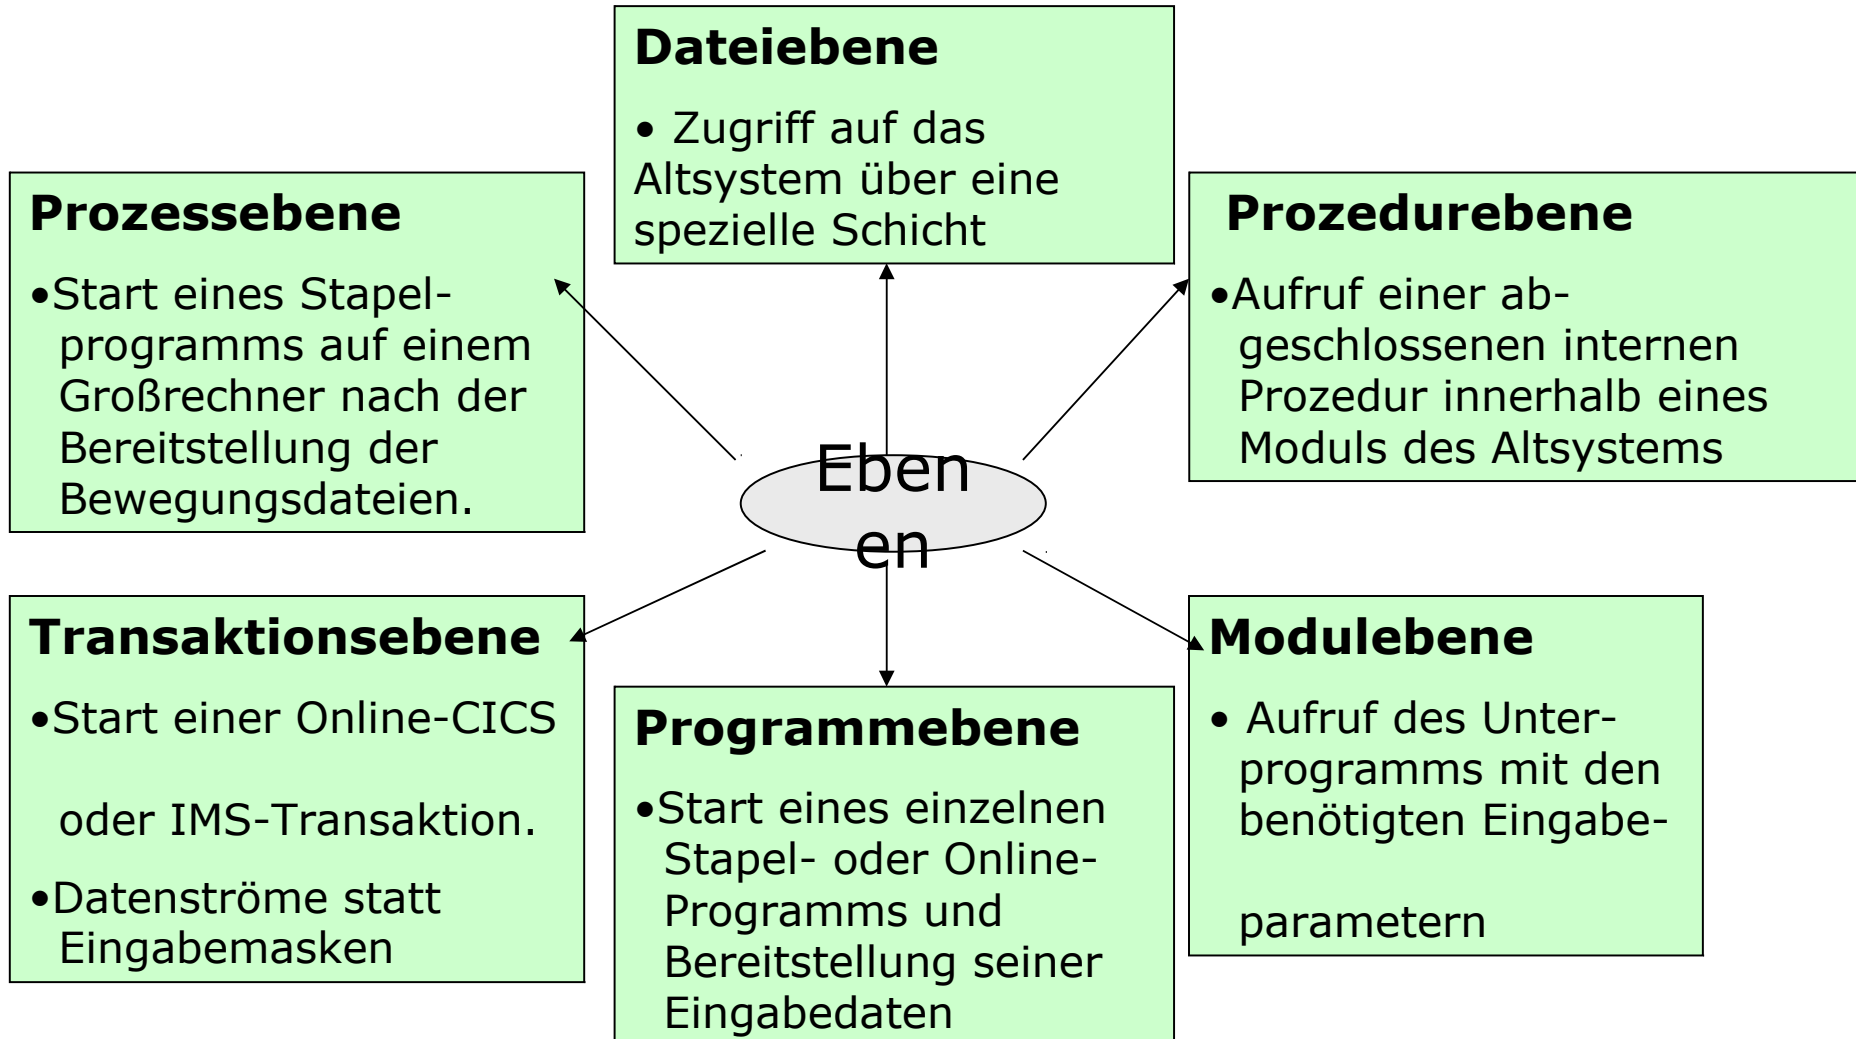 Dateiebene
• Zugriff auf das
Altsystem über eine
spezielle Schicht
Prozessebene
•Start eines Stapel-
programms auf einem
Großrechner nach der
Bereitstellung der
Bewegungsdateien.
Prozedurebene
•Aufruf einer ab-
geschlossenen internen
Prozedur innerhalb eines
Moduls des Altsystems
Eben
en
Transaktionsebene
•Start einer Online-CICS
oder IMS-Transaktion.
•Datenströme statt
Eingabemasken
Programmebene
•Start eines einzelnen
Stapel- oder Online-
Programms und
Bereitstellung seiner
Eingabedaten
Modulebene
• Aufruf des Unter-
programms mit den
benötigten Eingabe-
parametern